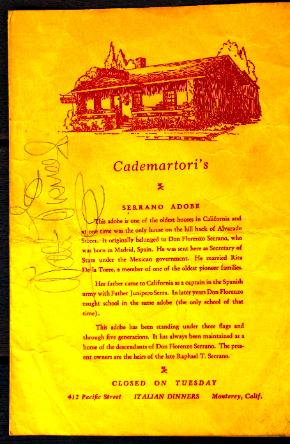 Cademartori's
SERRANO ADOBE
This adobe is one of the oldest houses in California and
at one time was the only house on the hill back of Alvarado
Street. It originally belonged to Don Florenzo Serrano, who
was born in Madrid, Spain. He was sent here as Secretary of
State under the Mexican government. He married Rita
Della Torre, a member of one of the oldest pioneer families.
Her father came to California as a captain in the Spanish
army with Father Junipero Serra. In later years Don Florenzo
taught school in the same adobe (the only school of that
time).
This adobe has been standing under three flags and
through five generations. It has always been maintained as a
home of the descendants of Don Florenzo Serrano. The pres-
ent owners are the heirs of the late Raphael T. Serrano.
CLOSED ON TUESDAY
412 Pacific Street ITALIAN DINNERS Monterey, Calif.